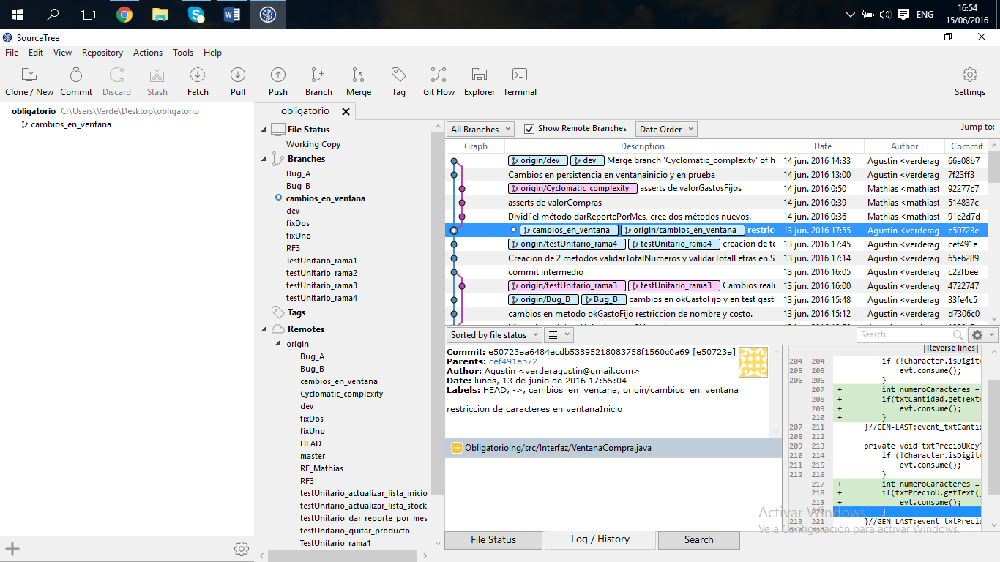 ENG
16:54
15/06/2016
SourceTree
File Edit View Repository Actions Tools Help
Clone / New Commit Discard Stash Fetch Pull Push Branch Merge Tag Git Flow Explorer Terminal Settings
obligatorio C:\Users\Verde\Desktop\obligatorio
cambios_en_ventana
obligatorio
File Status
Working Copy
Branches
Bug_A
Bug_B
cambios_en_ventana
dev
fixDos
fixUno
RF3
TestUnitario_rama1
testUnitario_rama2
testUnitario_rama3
testUnitario_rama4
Tags
Remotes
origin
Bug_A
Bug_B
cambios_en_ventana
Cyclomatic_complexity
dev
fixDos
fixUno
HEAD
master
RF_Mathias
RF3
testUnitario_actualizar_lista_inicio
testUnitario_actualizar_lista_stock
testUnitario_dar_reporte_por_mes
testUnitario_quitar_producto
TestUnitario_rama1
All Branches Show Remote Branches Date Order Jump to:
Graph Description Date Author Commit
origin/dev dev Merge branch 'Cyclomatic_complexity' of h 14 jun. 2016 14:33 Agustin <verderag 66a08b7
Cambios en persistencia en ventanainicio y en prueba 14 jun. 2016 13:00 Agustin <verderag 7f23ff3
origin/Cyclomatic_complexity asserts de valorGastosFijos 14 jun. 2016 0:50 Mathias <mathiasf 92277c7
asserts de valorCompras 14 jun. 2016 0:39 Mathias <mathiasf 514837c
Dividí el método darReportePorMes, cree dos métodos nuevos. 14 jun. 2016 0:36 Mathias <mathiasf 91e2d7d
cambios_en_ventana origin/cambios_en_ventana restric 13 jun. 2016 17:55 Agustin <verderag e50723e
origin/testUnitario_rama4 testUnitario_rama4 creacion de te 13 jun. 2016 17:45 Agustin <verderag cef491e
Creacion de 2 metodos validarTotalNumeros y validarTotalLetras en S 13 jun. 2016 17:14 Agustin <verderag 65e6289
commit intermedio 13 jun. 2016 16:05 Agustin <verderag c22fbee
origin/testUnitario_rama3 testUnitario_rama3 Cambios reali 13 jun. 2016 16:00 Agustin <verderag 4722747
origin/Bug_B Bug_B cambios en okGastoFijo y en test gast 13 jun. 2016 15:48 Agustin <verderag 33fe4c5
cambios en metodo okGastoFijo restriccion de nombre y costo. 13 jun. 2016 15:12 Agustin <verderag d7306c0
Sorted by file status Search
Commit: e50723ea6484ecdb53895218083758f1560c0a69 [e50723e]
Parents: cef491eb72
Author: Agustin <verderagustin@gmail.com>
Date: lunes, 13 de junio de 2016 17:55:04
Labels: HEAD, ->, cambios_en_ventana, origin/cambios_en_ventana
restriccion de caracteres en ventanaInicio
ObligatorioIng/src/Interfaz/VentanaCompra.java
Reverse lines
204 204 if (!Character.isDigit(
205 205 evt.consume();
206 206 }
207 + int numeroCaracteres =
208 + if(txtCantidad.getText(
209 + evt.consume();
210 + }
207 211 }//GEN-LAST:event_txtCantic
208 212
209 213 private void txtPrecioUKeyT
210 214 if (!Character.isDigit(
211 215 evt.consume();
212 216 }
217 + int numeroCaracteres =
218 + if(txtPrecioU.getText()
219 + evt.consume();
220 + }
213 221 }//GEN-LAST:event_txtPrecio
Activar Windows
Ve a Configuración para activar Windows.
File Status Log / History Search